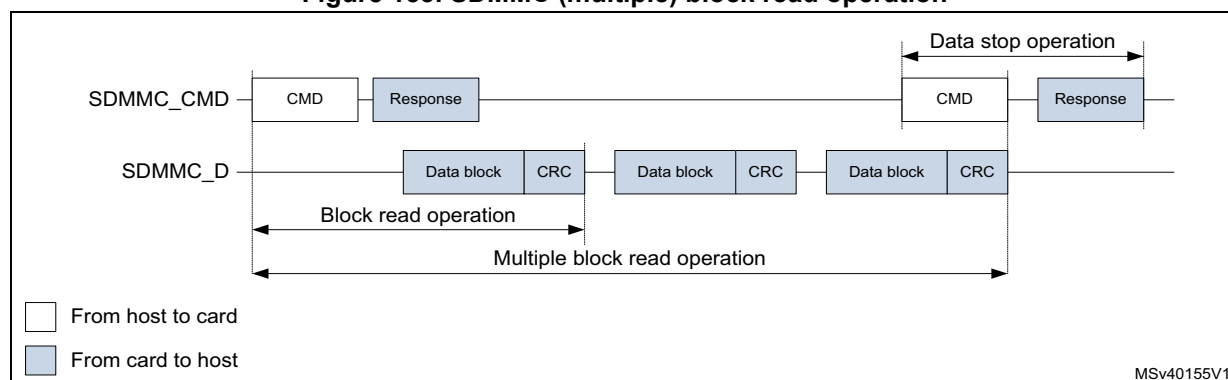 Figure SDMMC (multiple) block read operation
Data stop operation
SDMMC_CMD CMD Response CMD Response
SDMMC_D Data block CRC Data block CRC Data block CRC
Block read operation
Multiple block read operation
From host to card
From card to host
MSv40155V1